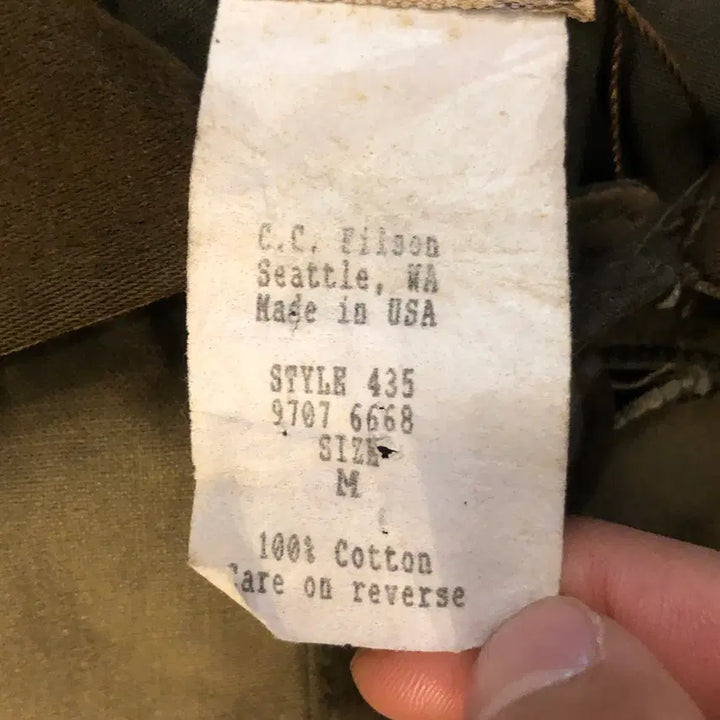 C.C. Filson
Seattle, WA
Made in USA
STYLE 435
9707 6668
SIZE
M
100% Cotton
Care on reverse